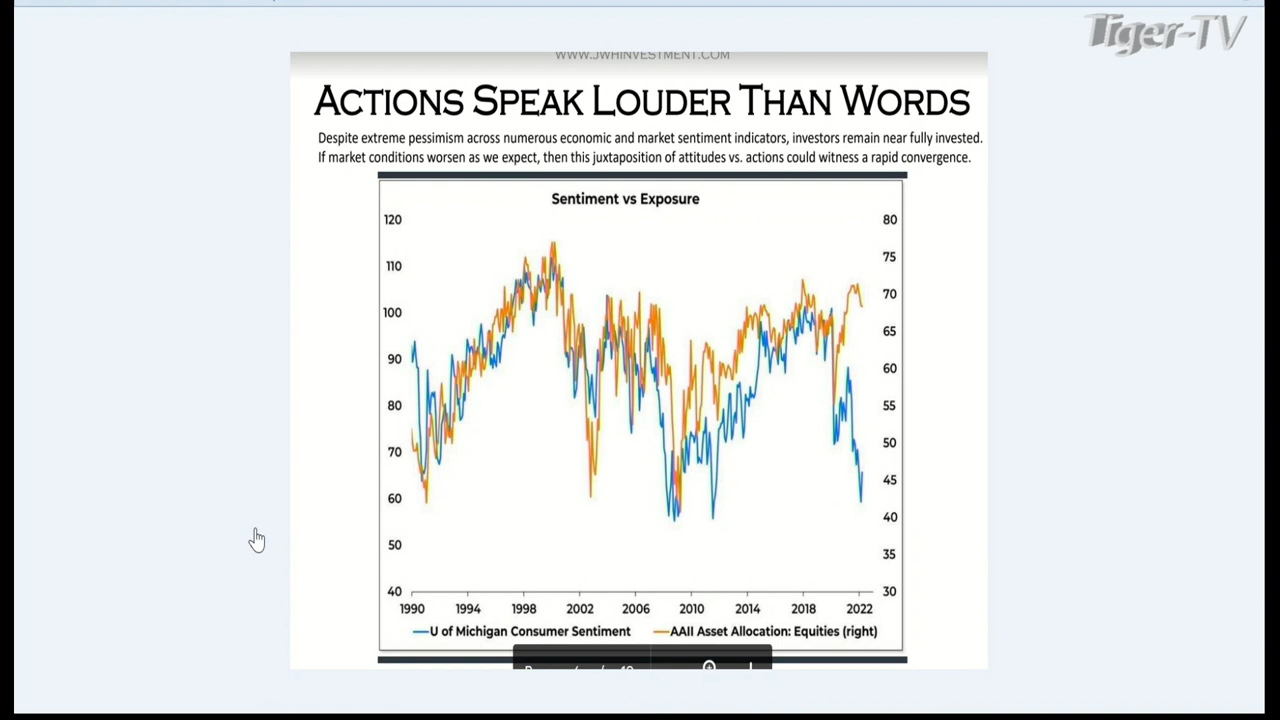 Tiger-TV
WWW.JWHINVESTMENT.COM
ACTIONS SPEAK LOUDER THAN WORDS
Despite extreme pessimism across numerous economic and market sentiment indicators, investors remain near fully invested.
If market conditions worsen as we expect, then this juxtaposition of attitudes vs. actions could witness a rapid convergence.
Sentiment vs Exposure
120 80
110 75
100 70
90 65
80 60
70 55
60 50
50 45
40 40
35
30
1990 1994 1998 2002 2006 2010 2014 2018 2022
U of Michigan Consumer Sentiment AAII Asset Allocation: Equities (right)